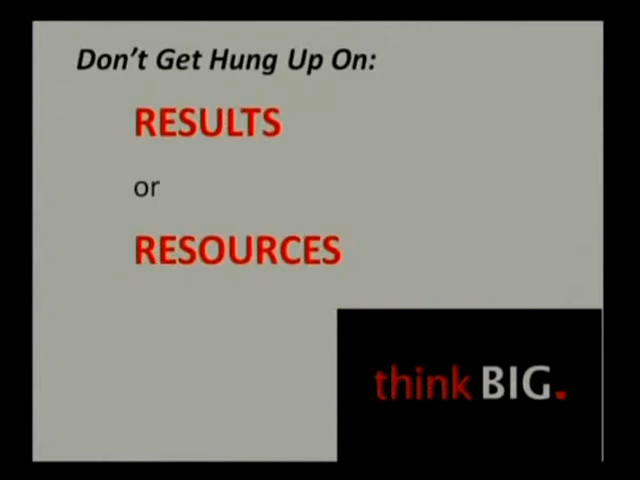 Don't Get Hung Up On:
RESULTS
or
RESOURCES
think BIG.